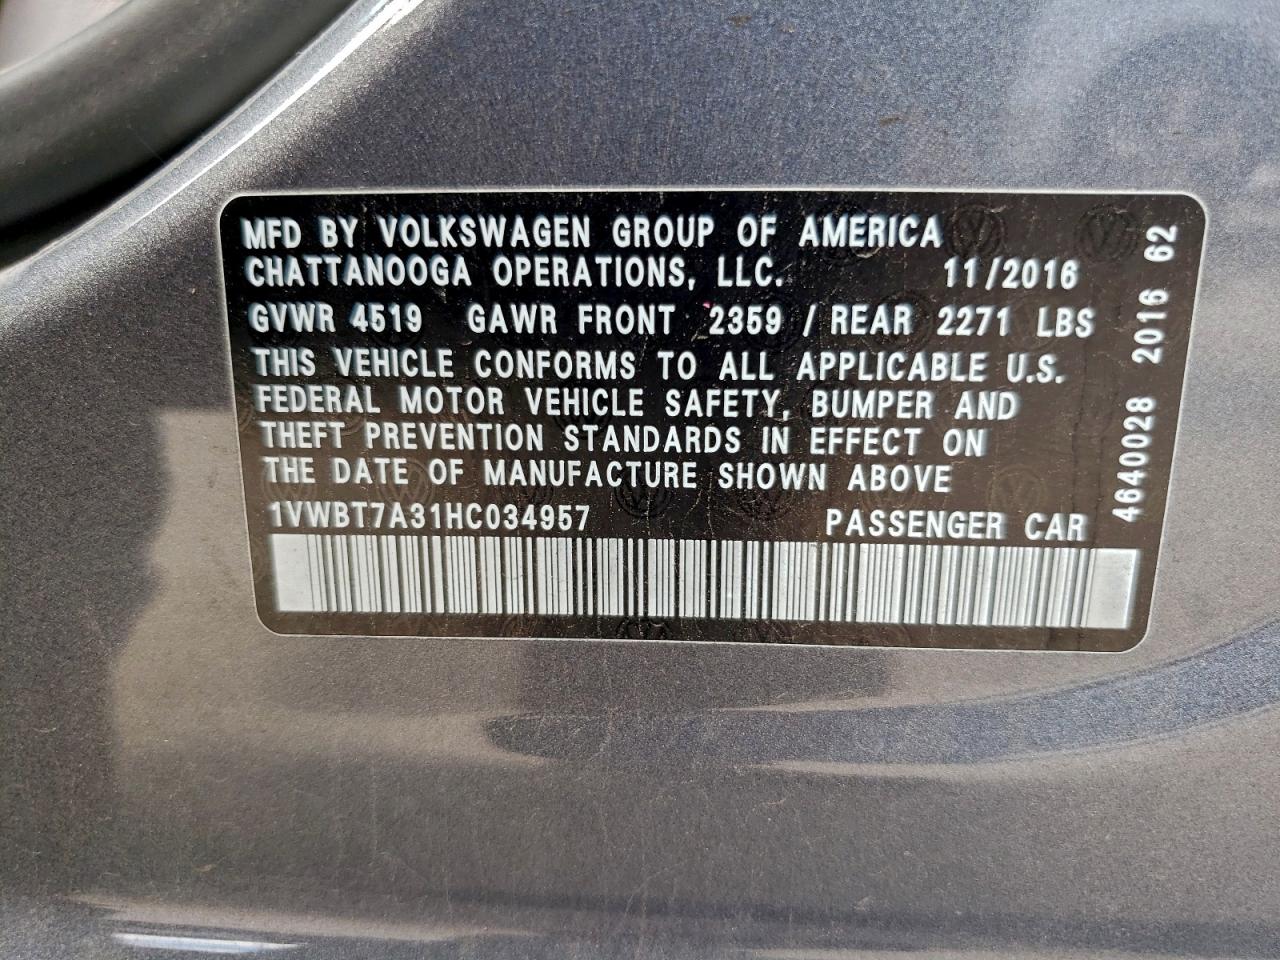 MFD BY VOLKSWAGEN GROUP OF AMERICA
CHATTANOOGA OPERATIONS, LLC. 11/2016
GVWR 4519 GAWR FRONT 2359 / REAR 2271 LBS
THIS VEHICLE CONFORMS TO ALL APPLICABLE U.S.
FEDERAL MOTOR VEHICLE SAFETY, BUMPER AND
THEFT PREVENTION STANDARDS IN EFFECT ON
THE DATE OF MANUFACTURE SHOWN ABOVE
1VWBT7A31HC034957 PASSENGER CAR
4640028 2016 62